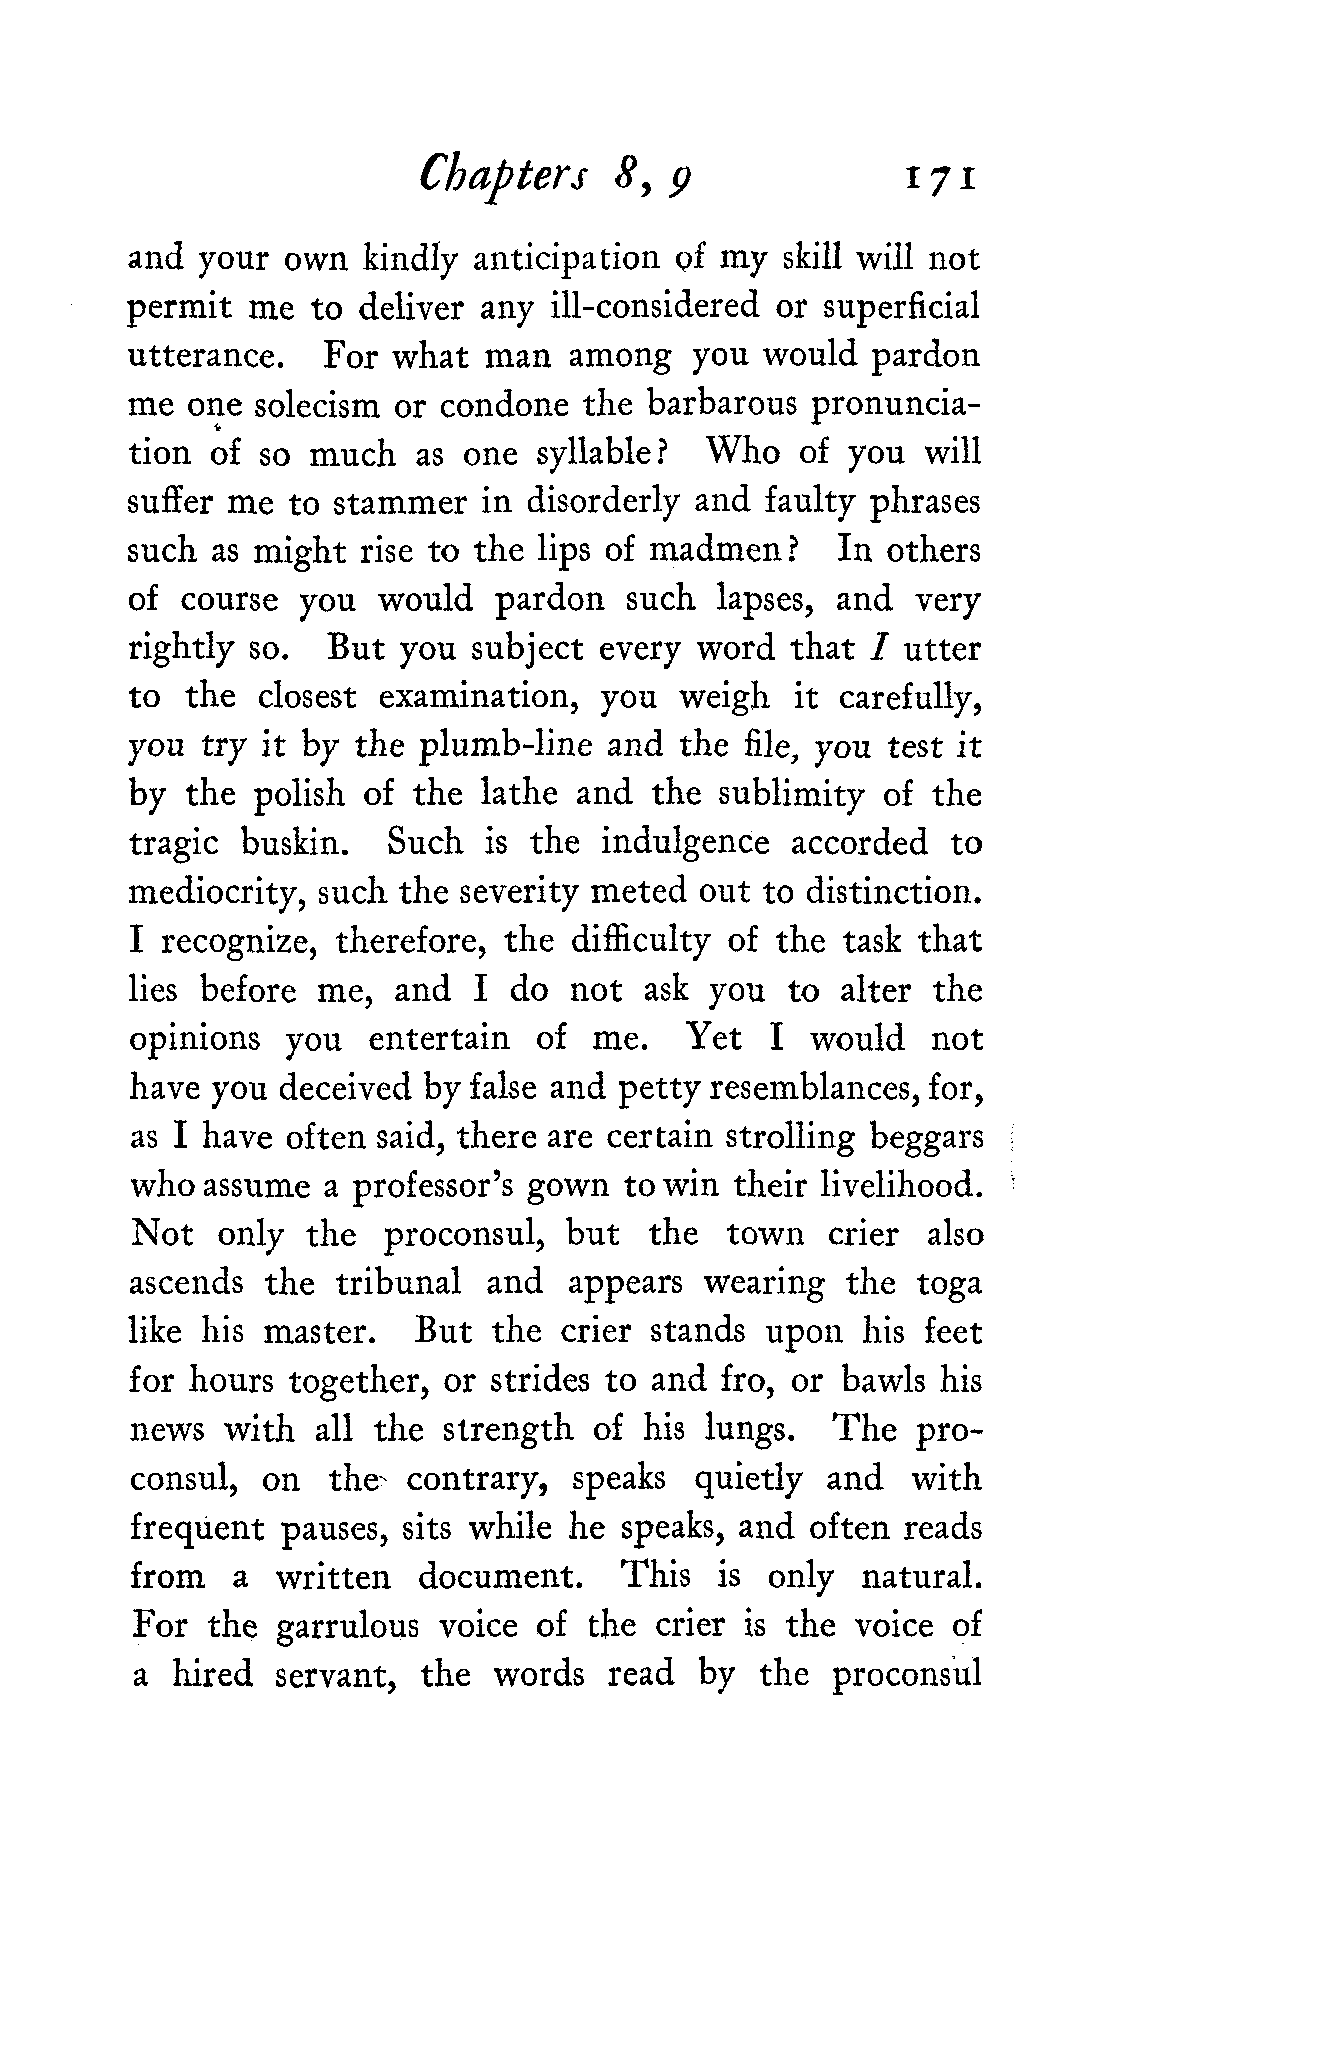 Chapters 8, 9 171
and your own kindly anticipation of my skill will not
permit me to deliver any ill-considered or superficial
utterance. For what man among you would pardon
me one solecism or condone the barbarous pronuncia-
tion of so much as one syllable? Who of you will
suffer me to stammer in disorderly and faulty phrases
such as might rise to the lips of madmen? In others
of course you would pardon such lapses, and very
rightly so. But you subject every word that I utter
to the closest examination, you weigh it carefully,
you try it by the plumb-line and the file, you test it
by the polish of the lathe and the sublimity of the
tragic buskin. Such is the indulgence accorded to
mediocrity, such the severity meted out to distinction.
I recognize, therefore, the difficulty of the task that
lies before me, and I do not ask you to alter the
opinions you entertain of me. Yet I would not
have you deceived by false and petty resemblances, for,
as I have often said, there are certain strolling beggars
who assume a professor's gown to win their livelihood.
Not only the proconsul, but the town crier also
ascends the tribunal and appears wearing the toga
like his master. But the crier stands upon his feet
for hours together, or strides to and fro, or bawls his
news with all the strength of his lungs. The pro-
consul, on the contrary, speaks quietly and with
frequent pauses, sits while he speaks, and often reads
from a written document. This is only natural.
For the garrulous voice of the crier is the voice of
a hired servant, the words read by the proconsul